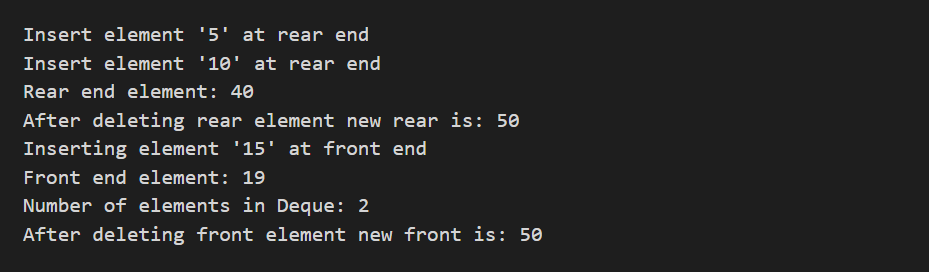 Insert element '5' at rear end
Insert element '10' at rear end
Rear end element: 40
After deleting rear element new rear is: 50
Inserting element '15' at front end
Front end element: 19
Number of elements in Deque: 2
After deleting front element new front is: 50